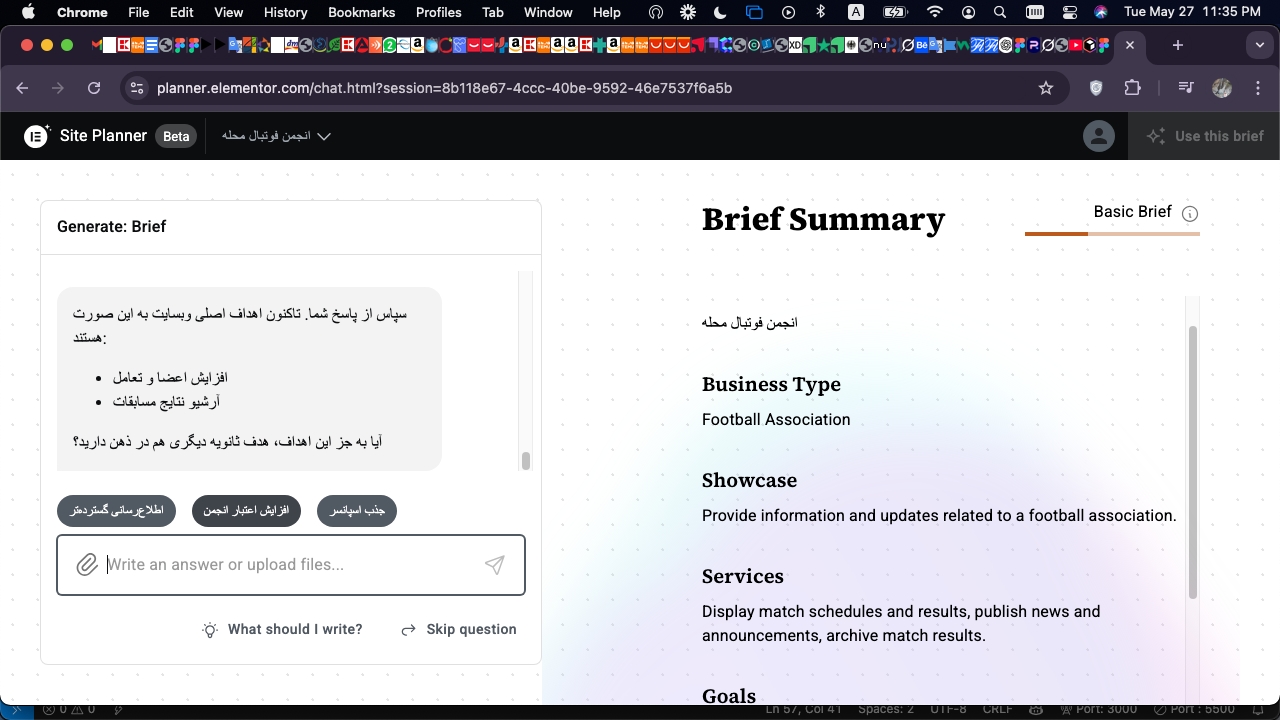 Chrome File Edit View History Bookmarks Profiles Tab Window Help A Tue May 27 11:35 PM
planner.elementor.com/chat.html?session=8b118e67-4ccc-40be-9592-46e7537f6a5b
Site Planner Beta انجمن فوتبال محله Use this brief
Generate: Brief
سپاس از پاسخ شما. تاکنون اهداف اصلی وبسایت به این صورت
هستند:
• افزایش اعضا و تعامل
• آرشیو نتایج مسابقات
آیا به جز این اهداف، هدف ثانویه دیگری هم در ذهن دارید؟
اطلاع‌رسانی گسترده‌تر
افزایش اعتبار انجمن
جذب اسپانسر
Write an answer or upload files...
What should I write?
Skip question
Brief Summary
Basic Brief
انجمن فوتبال محله
Business Type
Football Association
Showcase
Provide information and updates related to a football association.
Services
Display match schedules and results, publish news and
announcements, archive match results.
Goals
0 0 Ln 57, Col 41 Spaces: 2 UTF-8 CRLF Port: 3000 Port : 5500